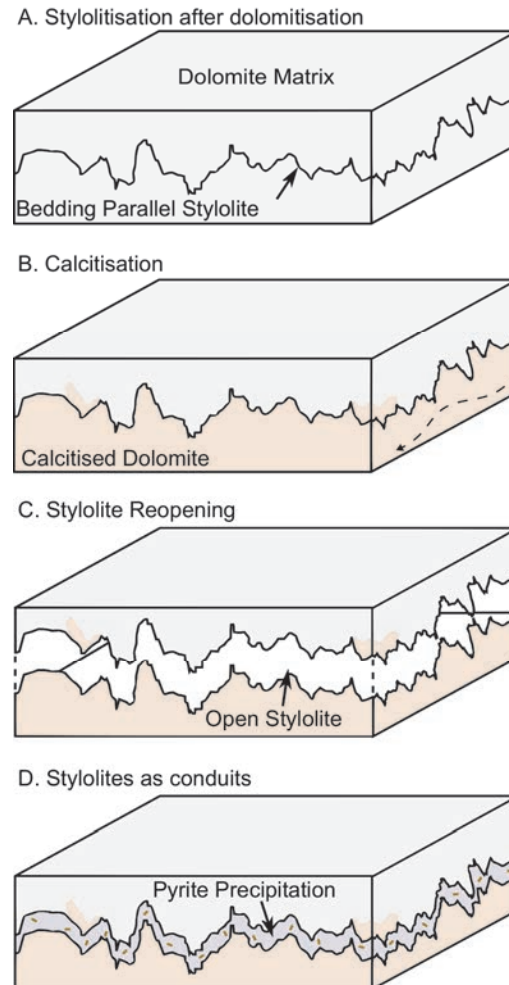 A. Stylolitisation after dolomitisation
Dolomite Matrix
Bedding Parallel Stylolite
B. Calcitisation
Calcitised Dolomite
C. Stylolite Reopening
Open Stylolite
D. Stylolites as conduits
Pyrite Precipitation